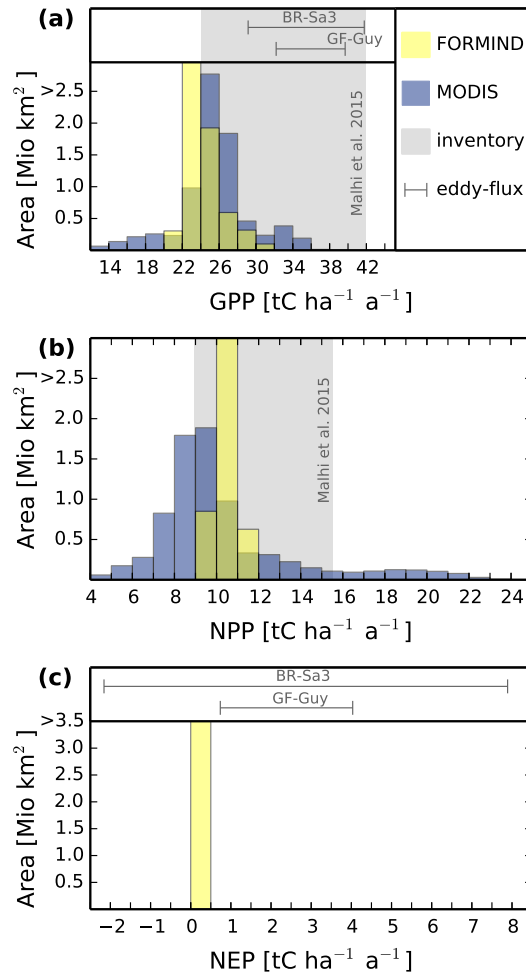 (a)
BR-Sa3
GF-Guy
FORMIND
MODIS
inventory
eddy-flux
Malhi et al. 2015
Area [Mio km²]
>2.5
2.0
1.5
1.0
0.5
14 18 22 26 30 34 38 42
GPP [tC ha⁻¹ a⁻¹]
(b)
Malhi et al. 2015
Area [Mio km²]
>2.5
2.0
1.5
1.0
0.5
4 6 8 10 12 14 16 18 20 22 24
NPP [tC ha⁻¹ a⁻¹]
(c)
BR-Sa3
GF-Guy
Area [Mio km²]
>3.5
3.0
2.5
2.0
1.5
1.0
0.5
−2 −1 0 1 2 3 4 5 6 7 8
NEP [tC ha⁻¹ a⁻¹]